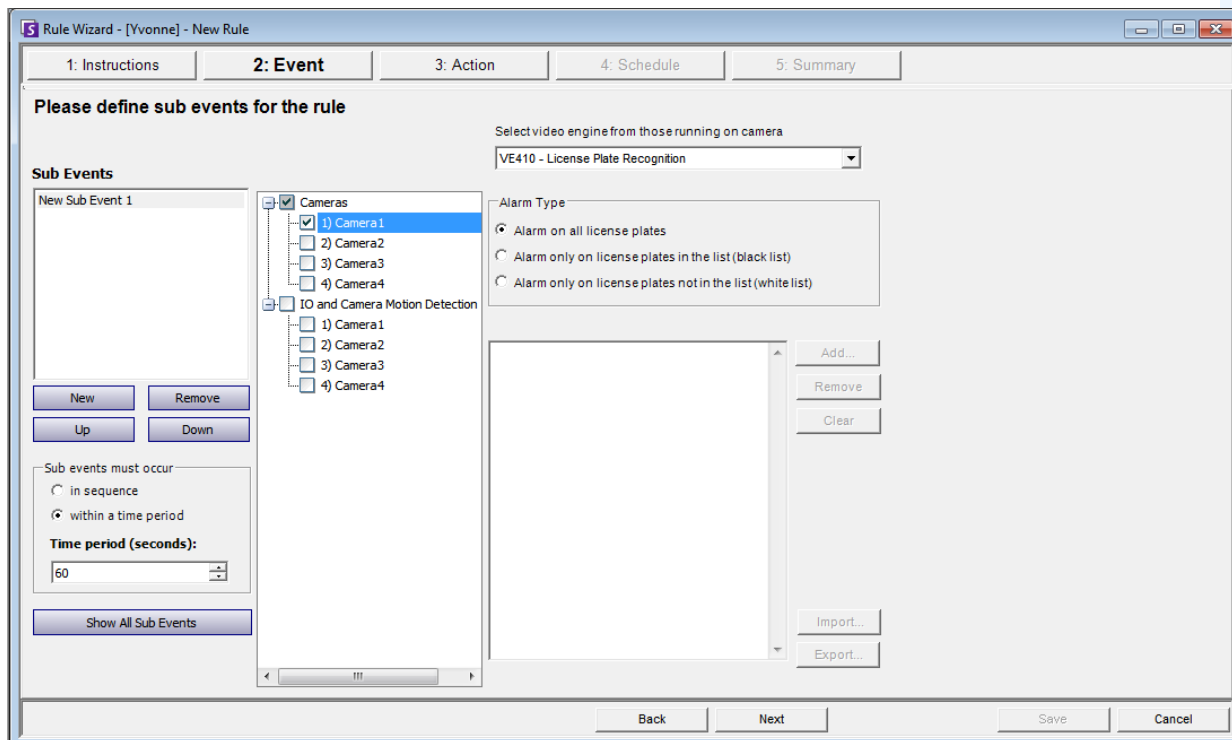 Rule Wizard - [Yvonne] - New Rule
1: Instructions
2: Event
3: Action
4: Schedule
5: Summary
Please define sub events for the rule
Select video engine from those running on camera
VE410 - License Plate Recognition
Sub Events
New Sub Event 1
New
Remove
Up
Down
Sub events must occur
in sequence
within a time period
Time period (seconds):
60
Show All Sub Events
Cameras
1) Camera1
2) Camera2
3) Camera3
4) Camera4
IO and Camera Motion Detection
1) Camera1
2) Camera2
3) Camera3
4) Camera4
Alarm Type
Alarm on all license plates
Alarm only on license plates in the list (black list)
Alarm only on license plates not in the list (white list)
Add...
Remove
Clear
Import...
Export...
Back
Next
Save
Cancel